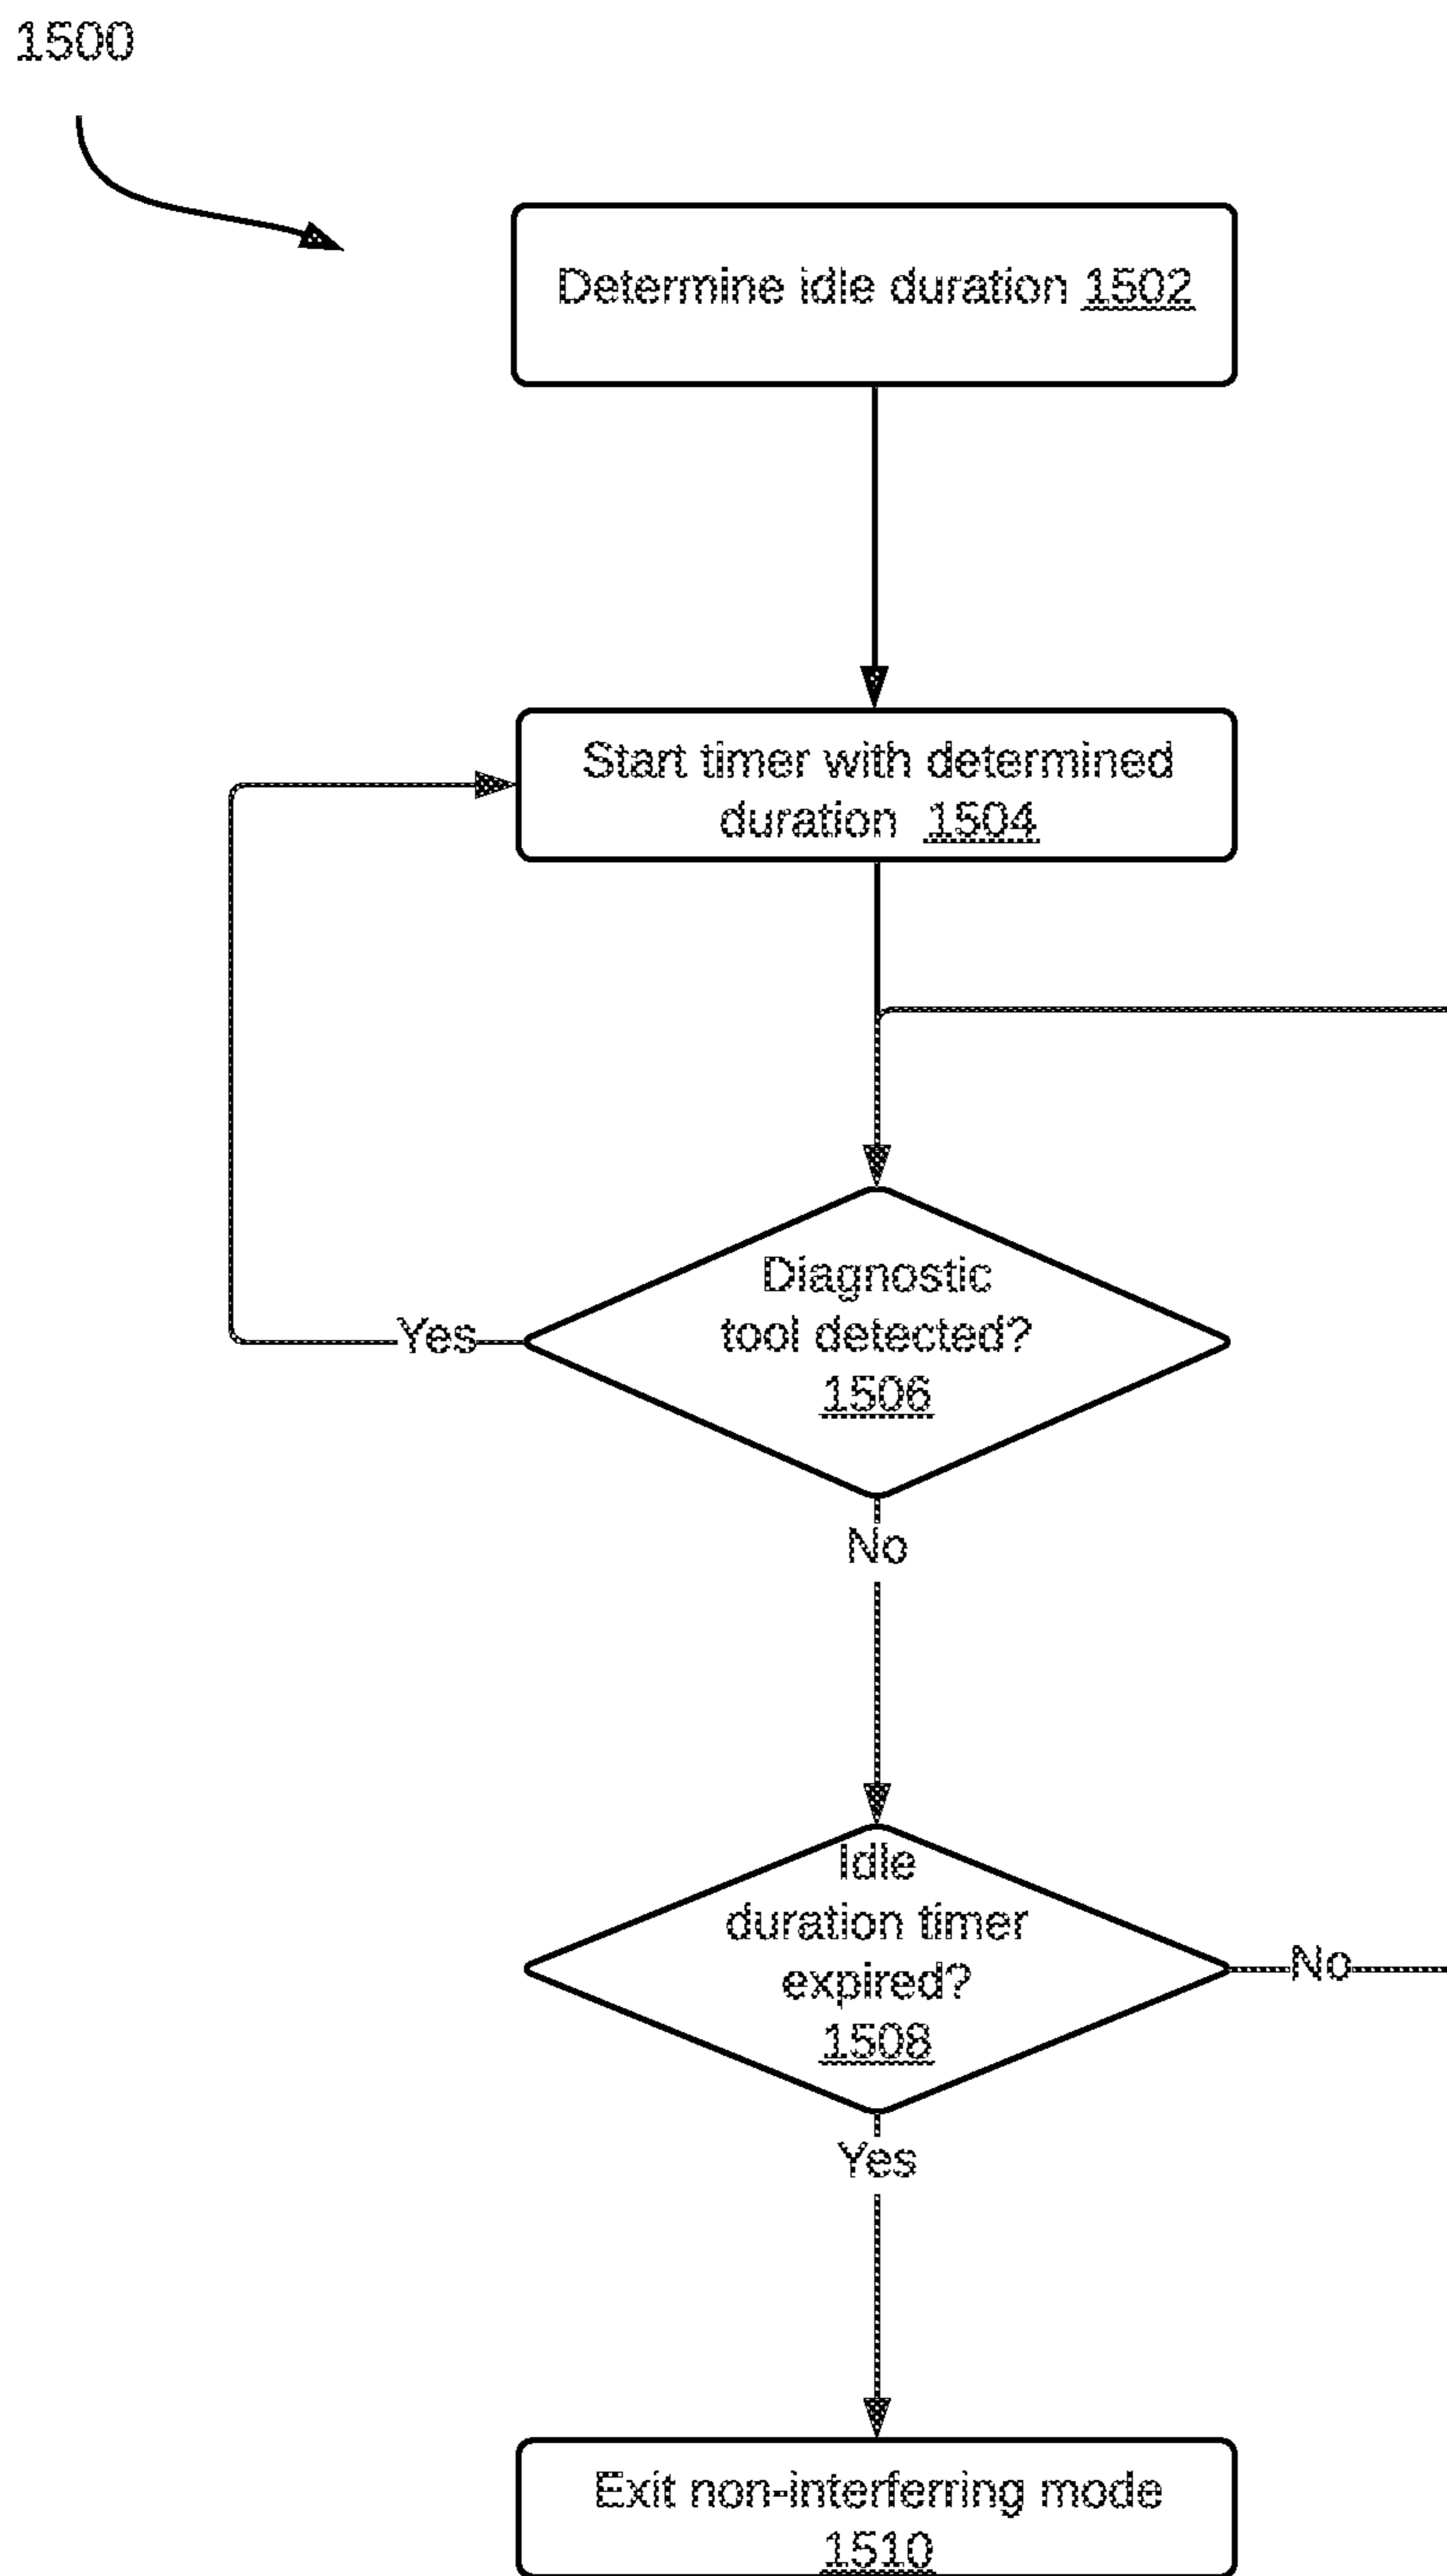 1500
Determine idle duration 1502
Start timer with determined
duration 1504
Diagnostic
tool detected?
1506
Yes
No
Idle
duration timer
expired?
1508
No
Yes
Exit non-interferring mode
1510